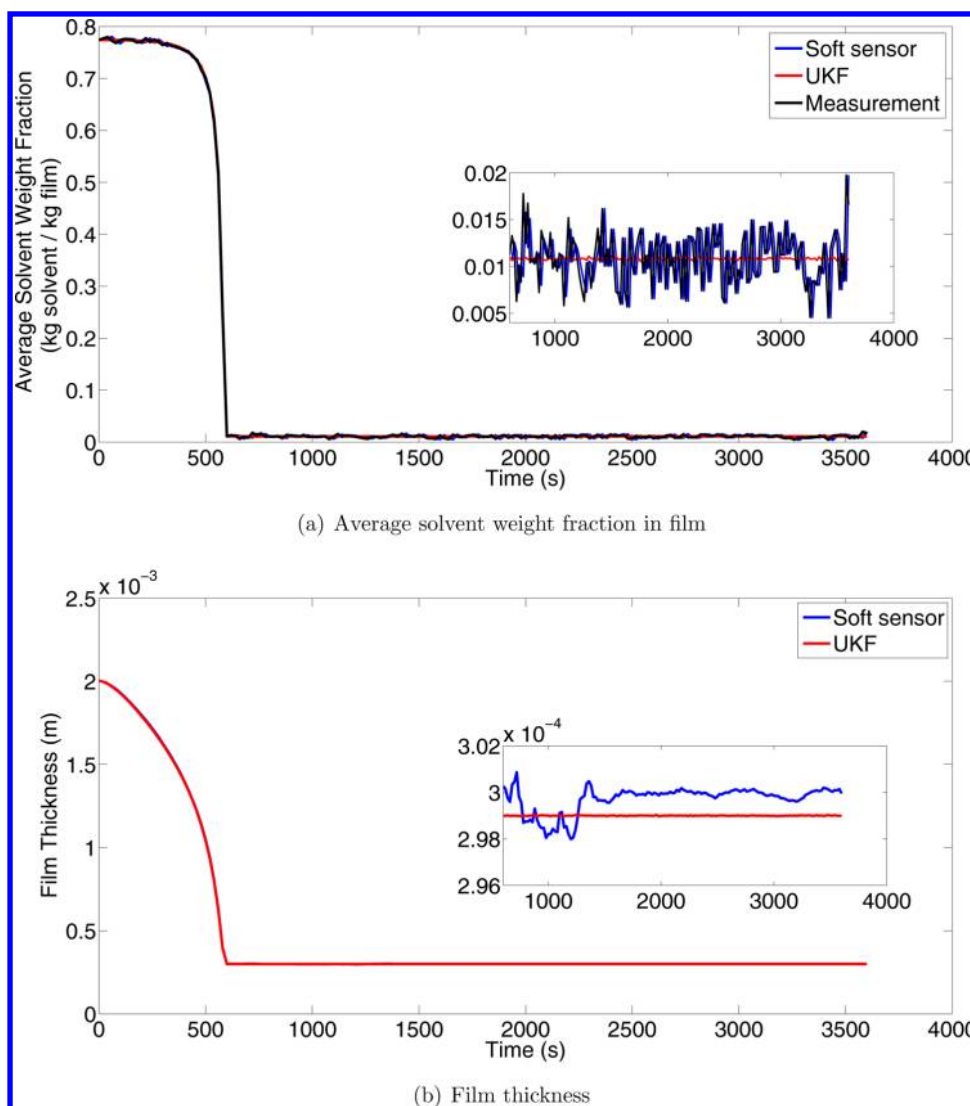 0.8
0.7
0.6
0.5
0.4
0.3
0.2
0.1
0
Average Solvent Weight Fraction
(kg solvent / kg film)
Soft sensor
UKF
Measurement
0.02
0.015
0.01
0.005
1000 2000 3000 4000
0 500 1000 1500 2000 2500 3000 3500 4000
Time (s)
(a) Average solvent weight fraction in film
x 10−3
2.5
2
1.5
1
0.5
0
Film Thickness (m)
Soft sensor
UKF
x 10−4
3.02
3
2.98
2.96
1000 2000 3000 4000
0 500 1000 1500 2000 2500 3000 3500 4000
Time (s)
(b) Film thickness